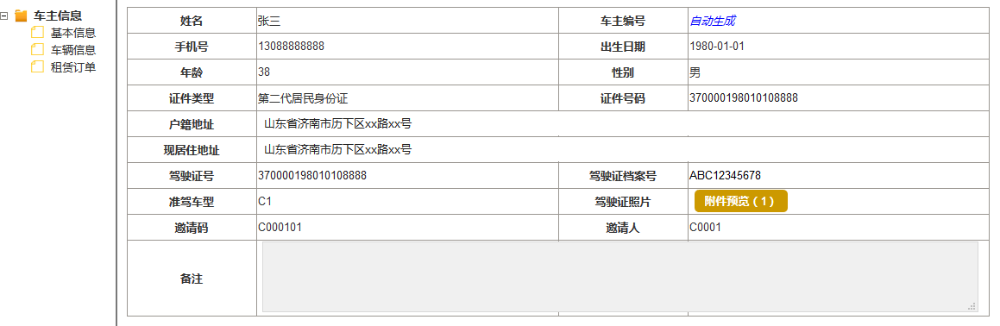 车主信息
基本信息
车辆信息
租赁订单
姓名 张三 车主编号 自动生成
手机号 13088888888 出生日期 1980-01-01
年龄 38 性别 男
证件类型 第二代居民身份证 证件号码 370000198010108888
户籍地址 山东省济南市历下区xx路xx号
现居住地址 山东省济南市历下区xx路xx号
驾驶证号 370000198010108888 驾驶证档案号 ABC12345678
准驾车型 C1 驾驶证照片 附件预览（1）
邀请码 C000101 邀请人 C0001
备注